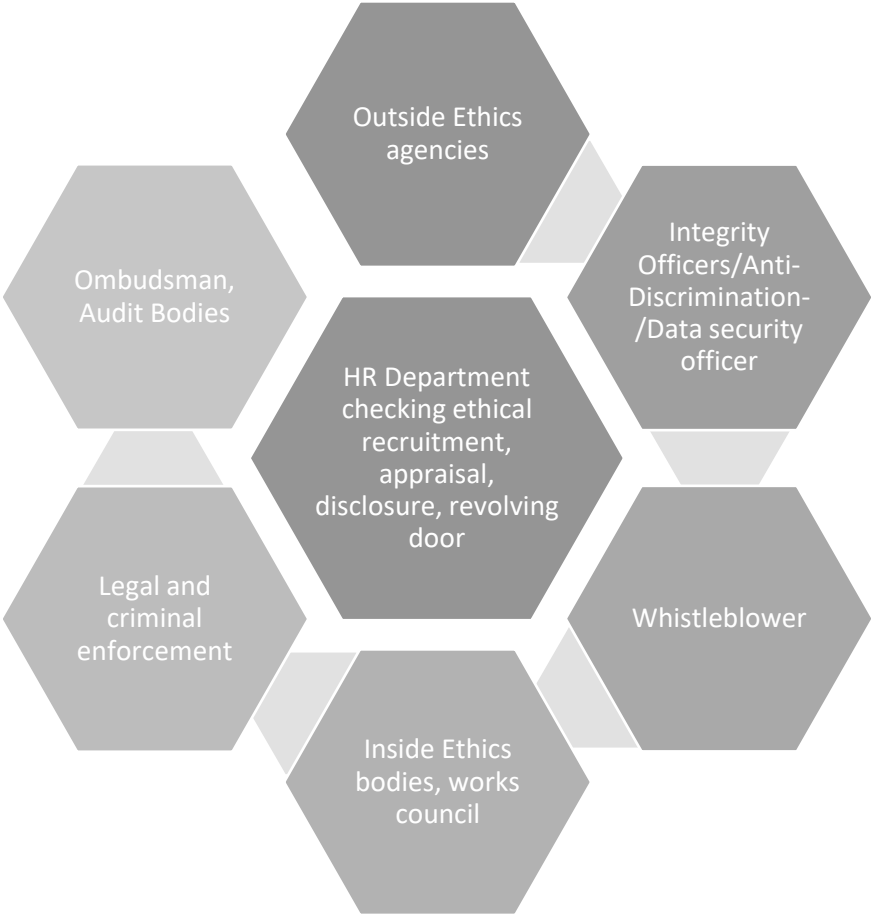 Outside Ethics
agencies
Integrity
Officers/Anti-
Discrimination-
/Data security
officer
Ombudsman,
Audit Bodies
HR Department
checking ethical
recruitment,
appraisal,
disclosure, revolving
door
Legal and
criminal
enforcement
Whistleblower
Inside Ethics
bodies, works
council